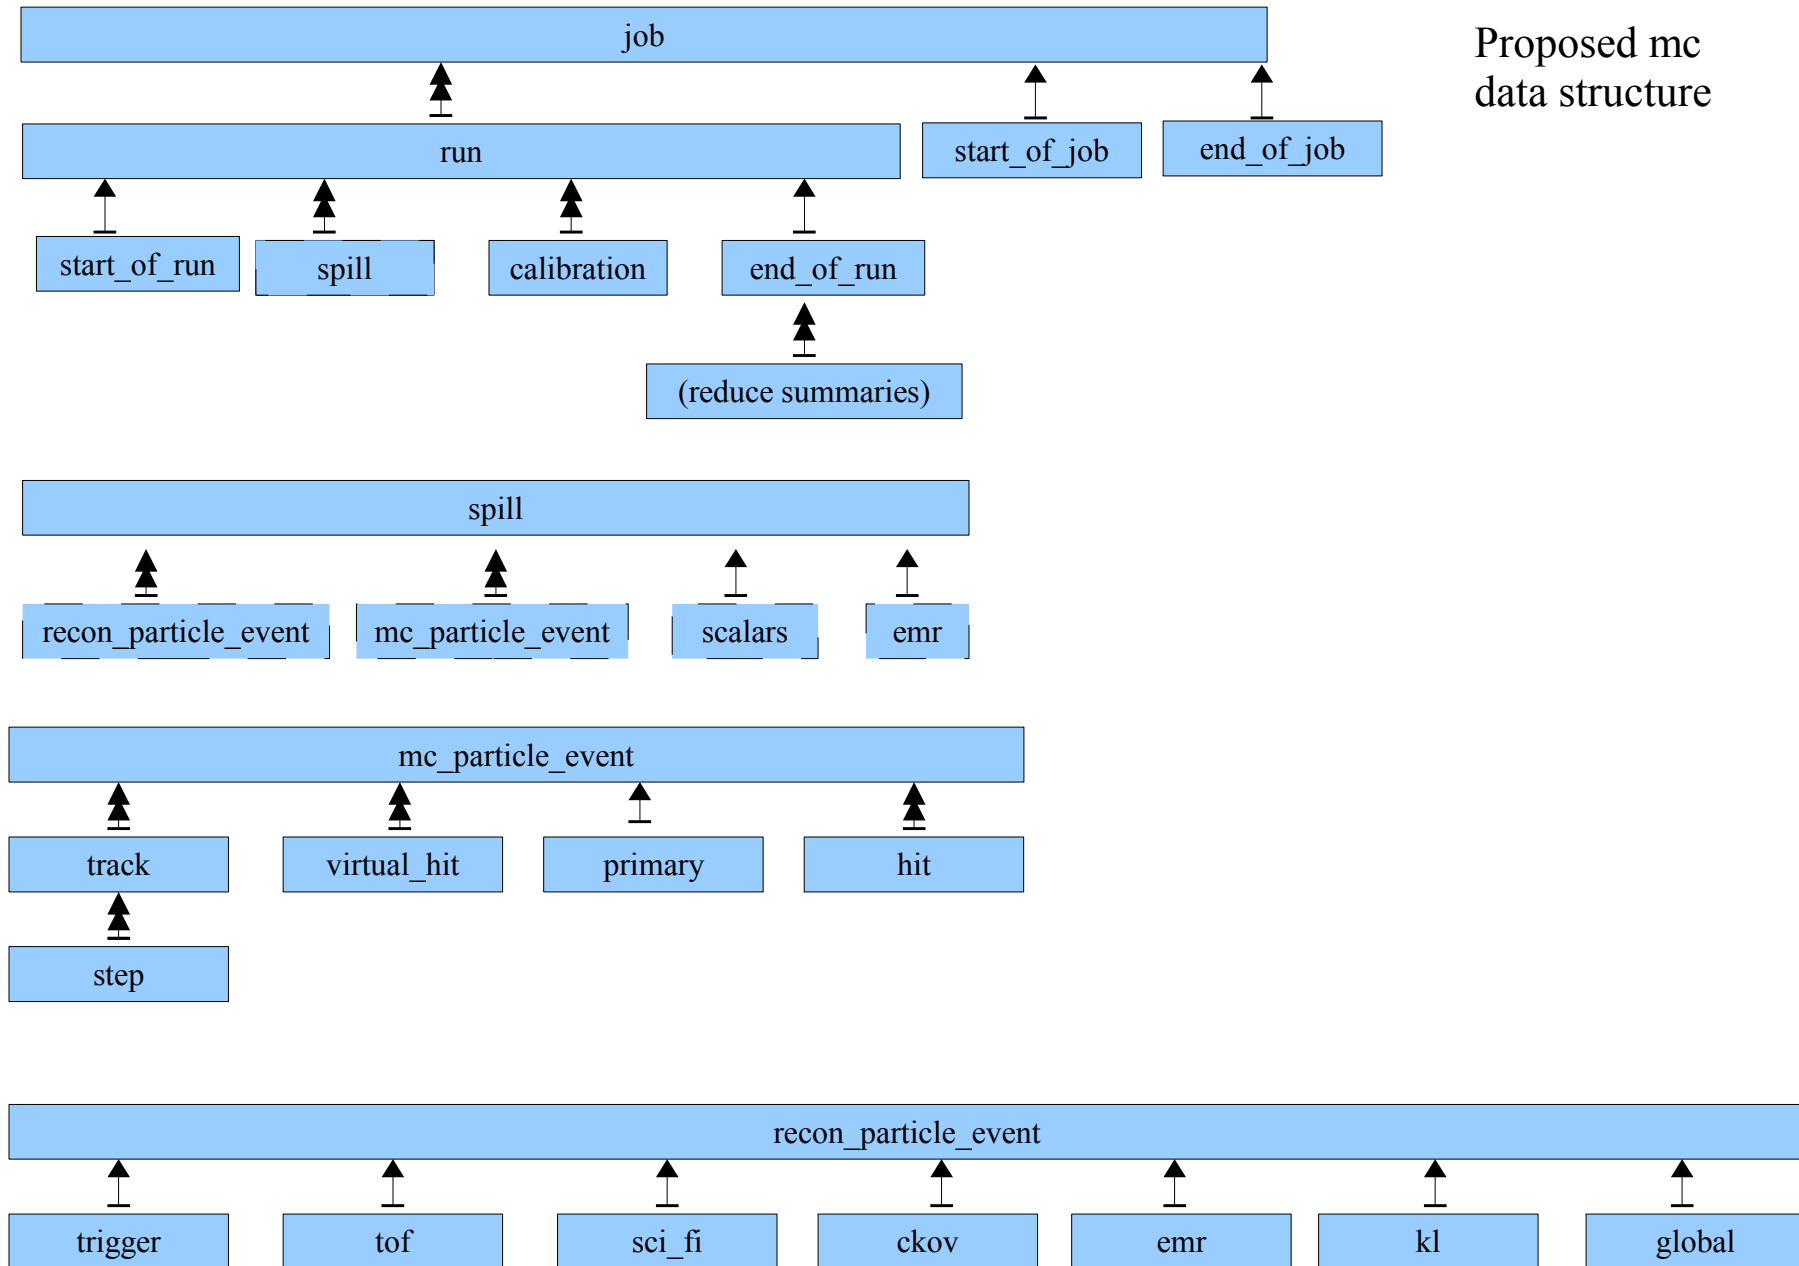 job
Proposed mc
data structure
run
start_of_job
end_of_job
start_of_run
spill
calibration
end_of_run
(reduce summaries)
spill
recon_particle_event
mc_particle_event
scalars
emr
mc_particle_event
track
virtual_hit
primary
hit
step
recon_particle_event
trigger
tof
sci_fi
ckov
emr
kl
global